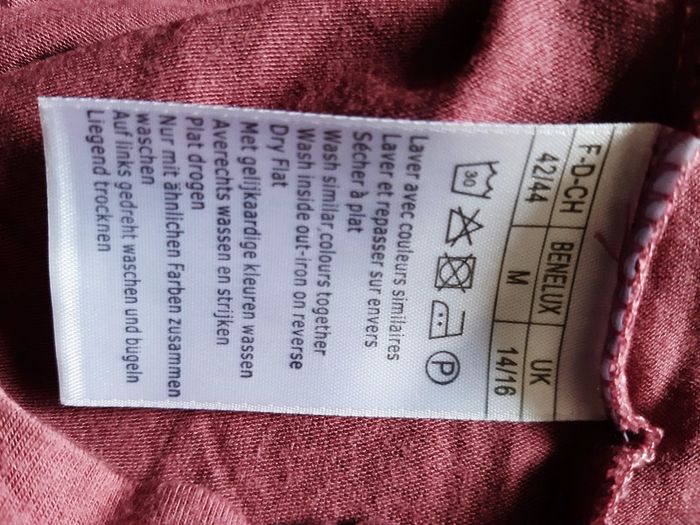 F-D-CH BENELUX UK
42/44 M 14/16
30 P
Laver avec couleurs similaires
Laver et repasser sur envers
Sécher à plat
Wash similar,colours together
Wash inside out-iron on reverse
Dry Flat
Met gelijkaardige kleuren wassen
Averechts wassen en strijken
Plat drogen
Nur mit ähnlichen Farben zusammen
waschen
Auf links gedreht waschen und bügeln
Liegend trocknen